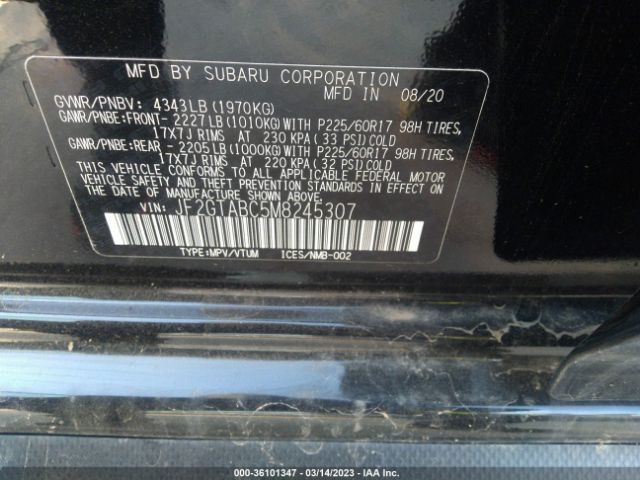 MFD BY SUBARU CORPORATION
MFD IN 08/20
GVWR/PNBV: 4343LB (1970KG)
GAWR/PNBE:FRONT- 2227LB(1010KG)WITH P225/60R17 98H TIRES,
17X7J RIMS AT 230 KPA(33 PSI)COLD
GAWR/PNBE:REAR - 2205LB(1000KG)WITH P225/60R17 98H TIRES,
17X7J RIMS AT 220 KPA(32 PSI)COLD
THIS VEHICLE CONFORMS TO ALL APPLICABLE FEDERAL MOTOR
VEHICLE SAFETY AND THEFT PREVENTION STANDARDS IN EFFECT
ON THE DATE OF MANUFACTURE SHOWN ABOVE.
VIN: JF2GTABC5M8245307
TYPE:MPV/VTUM ICES/NMB-002
000-36101347 - 03/14/2023 - IAA Inc.